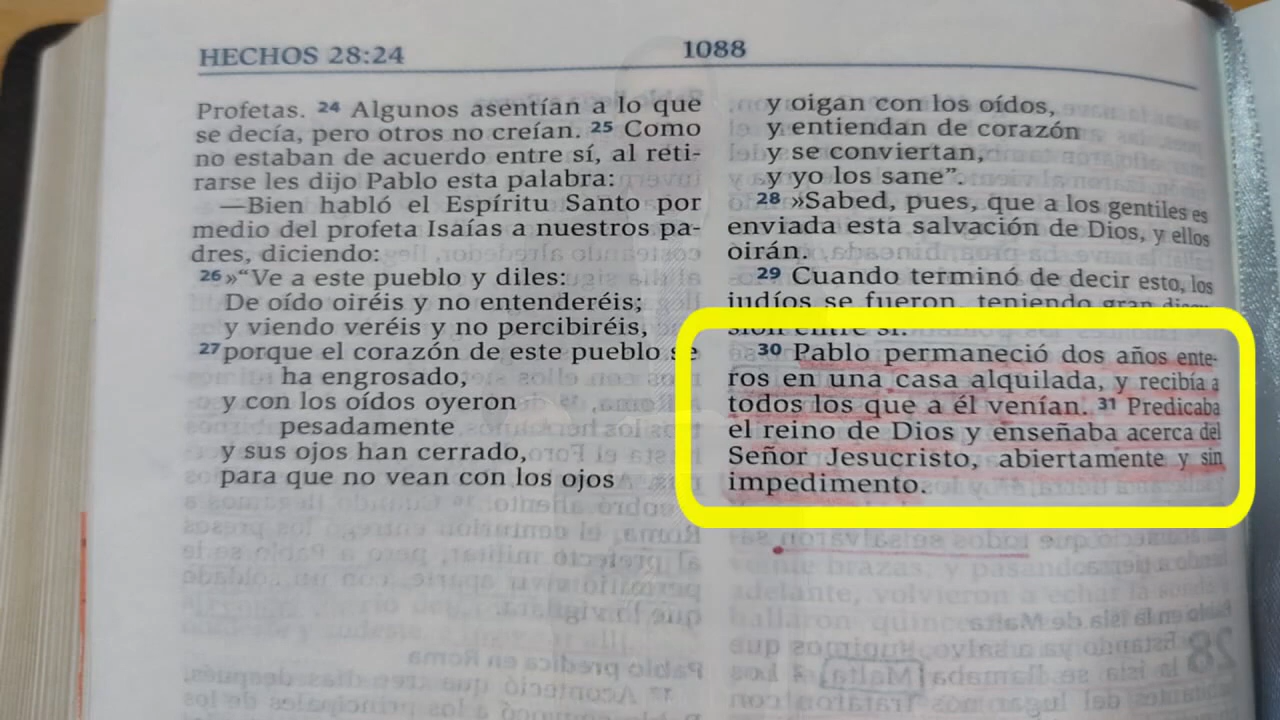 HECHOS 28:24
1088
Profetas. 24 Algunos asentían a lo que
se decía, pero otros no creían. 25 Como
no estaban de acuerdo entre sí, al reti-
rarse les dijo Pablo esta palabra:
—Bien habló el Espíritu Santo por
medio del profeta Isaías a nuestros pa-
dres, diciendo:
26 »“Ve a este pueblo y diles:
De oído oiréis y no entenderéis;
y viendo veréis y no percibiréis,
27 porque el corazón de este pueblo se
ha engrosado,
y con los oídos oyeron
pesadamente
y sus ojos han cerrado,
para que no vean con los ojos
y oigan con los oídos,
y entiendan de corazón
y se conviertan,
y yo los sane”.
28 »Sabed, pues, que a los gentiles es
enviada esta salvación de Dios, y ellos
oirán.
29 Cuando terminó de decir esto, los
judíos se fueron, teniendo gran discu-
sión entre sí.
30 Pablo permaneció dos años ente-
ros en una casa alquilada, y recibía a
todos los que a él venían. 31 Predicaba
el reino de Dios y enseñaba acerca del
Señor Jesucristo, abiertamente y sin
impedimento.